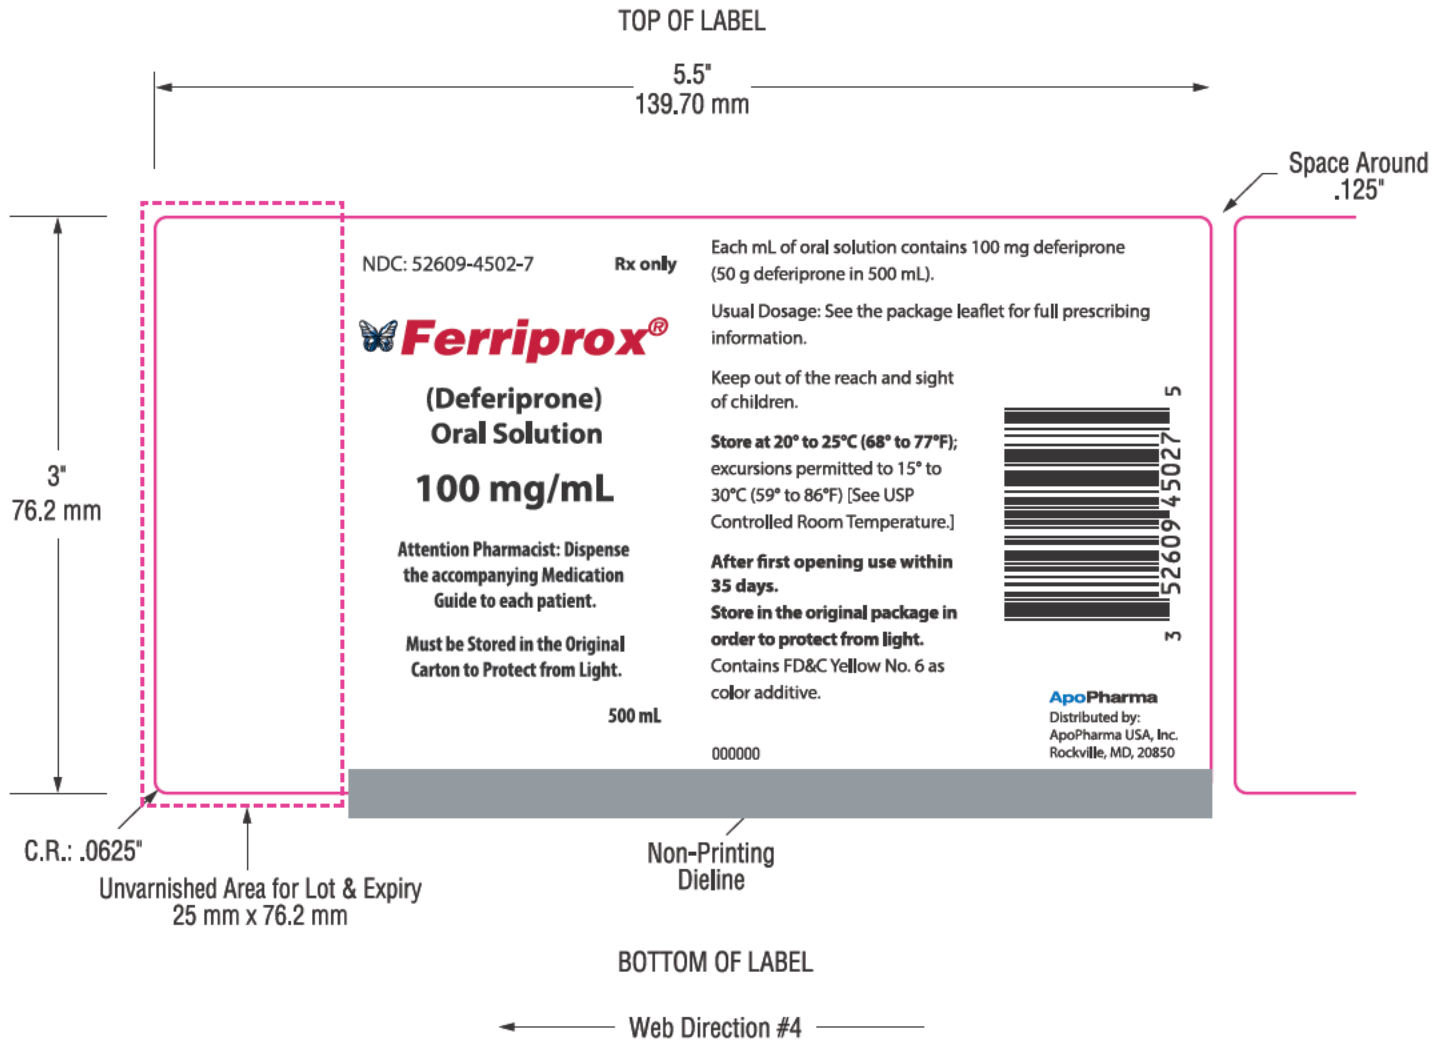 TOP OF LABEL
5.5"
139.70 mm
Space Around
.125"
3"
76.2 mm
NDC: 52609-4502-7 Rx only
Ferriprox®
(Deferiprone)
Oral Solution
100 mg/mL
Attention Pharmacist: Dispense
the accompanying Medication
Guide to each patient.
Must be Stored in the Original
Carton to Protect from Light.
500 mL
Each mL of oral solution contains 100 mg deferiprone
(50 g deferiprone in 500 mL).
Usual Dosage: See the package leaflet for full prescribing
information.
Keep out of the reach and sight
of children.
Store at 20° to 25°C (68° to 77°F);
excursions permitted to 15° to
30°C (59° to 86°F) [See USP
Controlled Room Temperature.]
After first opening use within
35 days.
Store in the original package in
order to protect from light.
Contains FD&C Yellow No. 6 as
color additive.
000000
3 52609 45027 5
ApoPharma
Distributed by:
ApoPharma USA, Inc.
Rockville, MD, 20850
C.R.: .0625"
Unvarnished Area for Lot & Expiry
25 mm x 76.2 mm
Non-Printing
Dieline
BOTTOM OF LABEL
Web Direction #4